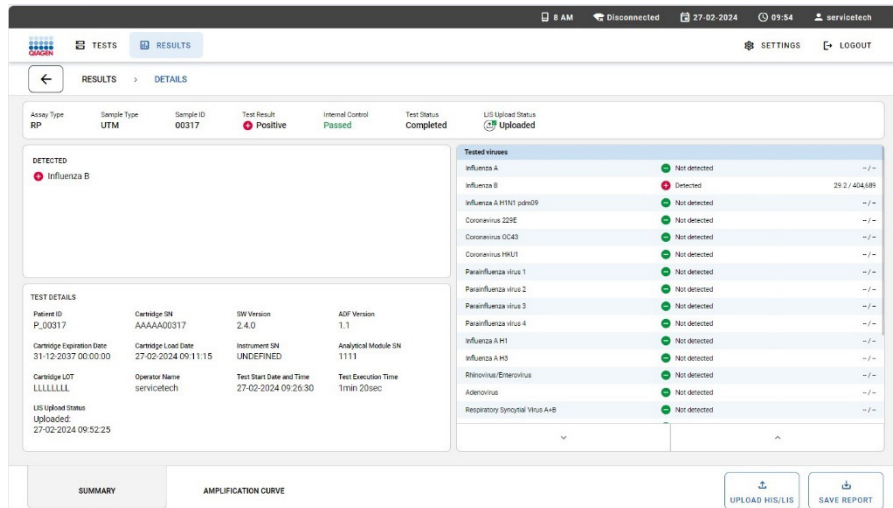 8 AM Disconnected 27-02-2024 09:54 servicetech
QIAGEN TESTS RESULTS SETTINGS LOGOUT
RESULTS > DETAILS
Assay Type Sample Type Sample ID Test Result Internal Control Test Status LIS Upload Status
RP UTM 00317 Positive Passed Completed Uploaded
DETECTED
Influenza B
TEST DETAILS
Patient ID Cartridge SN SW Version ADF Version
P_00317 AAAAA00317 2.4.0 1.1
Cartridge Expiration Date Cartridge Load Date Instrument SN Analytical Module SN
31-12-2037 00:00:00 27-02-2024 09:11:15 UNDEFINED 1111
Cartridge LOT Operator Name Test Start Date and Time Test Execution Time
LLLLLLLL servicetech 27-02-2024 09:26:30 1min 20sec
LIS Upload Status
Uploaded:
27-02-2024 09:52:25
Tested viruses
Influenza A Not detected -- / --
Influenza B Detected 29.2 / 404,689
Influenza A H1N1 pdm09 Not detected -- / --
Coronavirus 229E Not detected -- / --
Coronavirus OC43 Not detected -- / --
Coronavirus HKU1 Not detected -- / --
Parainfluenza virus 1 Not detected -- / --
Parainfluenza virus 2 Not detected -- / --
Parainfluenza virus 3 Not detected -- / --
Parainfluenza virus 4 Not detected -- / --
Influenza A H1 Not detected -- / --
Influenza A H3 Not detected -- / --
Rhinovirus/Enterovirus Not detected -- / --
Adenovirus Not detected -- / --
Respiratory Syncytial Virus A+B Not detected -- / --
SUMMARY AMPLIFICATION CURVE UPLOAD HIS/LIS SAVE REPORT